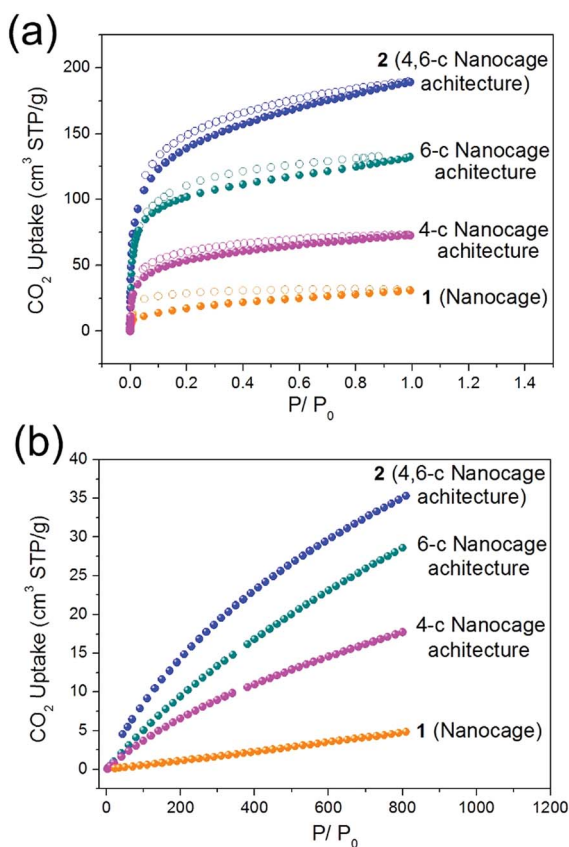 (a)
CO₂ Uptake (cm³ STP/g)
200
150
100
50
0
2 (4,6-c Nanocage
achitecture)
6-c Nanocage
achitecture
4-c Nanocage
achitecture
1 (Nanocage)
0.0 0.2 0.4 0.6 0.8 1.0 1.2 1.4
P/ P₀
(b)
CO₂ Uptake (cm³ STP/g)
40
35
30
25
20
15
10
5
0
2 (4,6-c Nanocage
achitecture)
6-c Nanocage
achitecture
4-c Nanocage
achitecture
1 (Nanocage)
0 200 400 600 800 1000 1200
P/ P₀